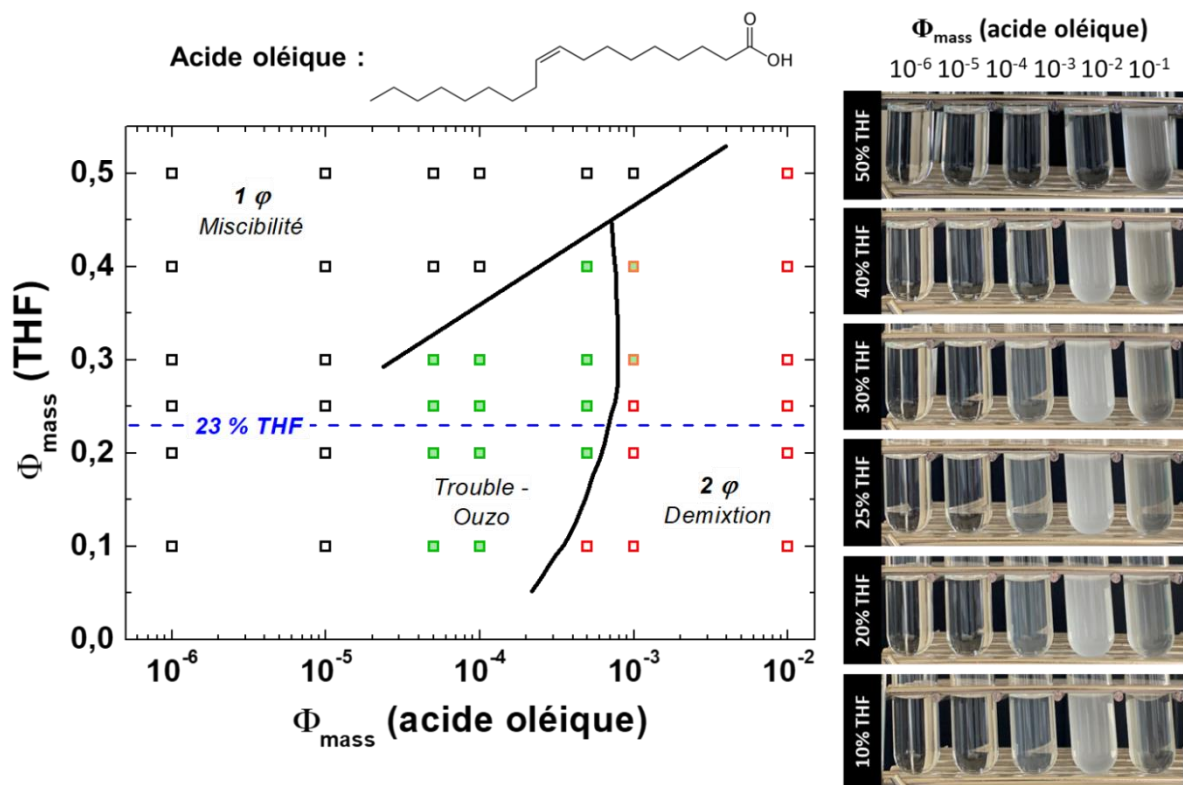 Acide oléique :
O
OH
Φmass (acide oléique)
10⁻⁶ 10⁻⁵ 10⁻⁴ 10⁻³ 10⁻² 10⁻¹
50% THF
40% THF
30% THF
25% THF
20% THF
10% THF
Φmass (THF)
0,5
0,4
0,3
0,2
0,1
0,0
1 φ
Miscibilité
23 % THF
Trouble -
Ouzo
2 φ
Demixtion
10⁻⁶ 10⁻⁵ 10⁻⁴ 10⁻³ 10⁻²
Φmass (acide oléique)